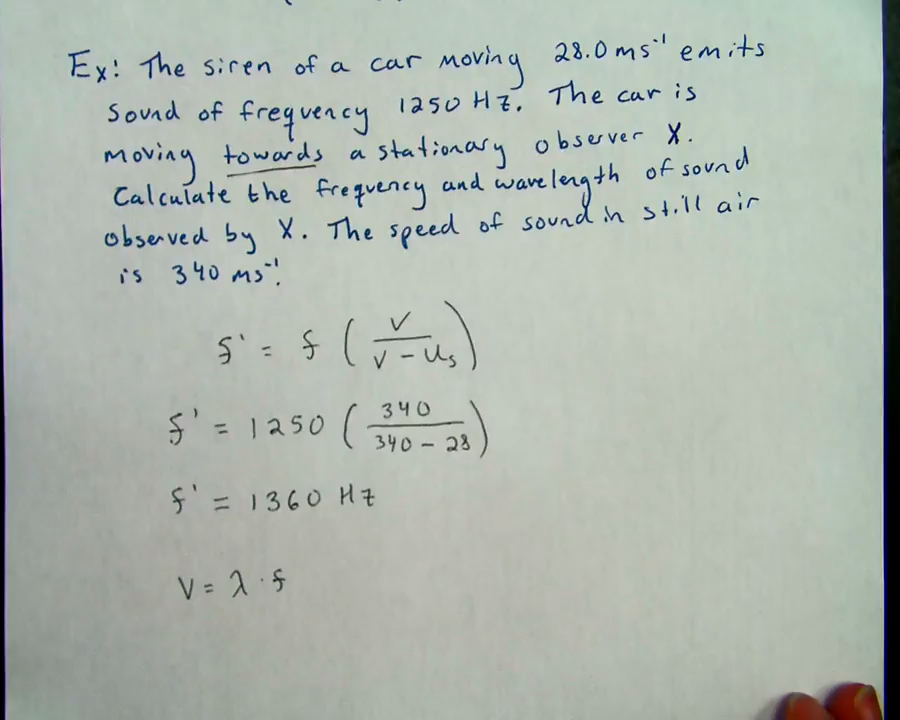 Ex: The siren of a car moving 28.0 ms⁻¹ emits
sound of frequency 1250 Hz. The car is
moving towards a stationary observer X.
Calculate the frequency and wavelength of sound
observed by X. The speed of sound in still air
is 340 ms⁻¹.
f' = f (v / (v - u_s))
f' = 1250 (340 / (340 - 28))
f' = 1360 Hz
v = λ · f